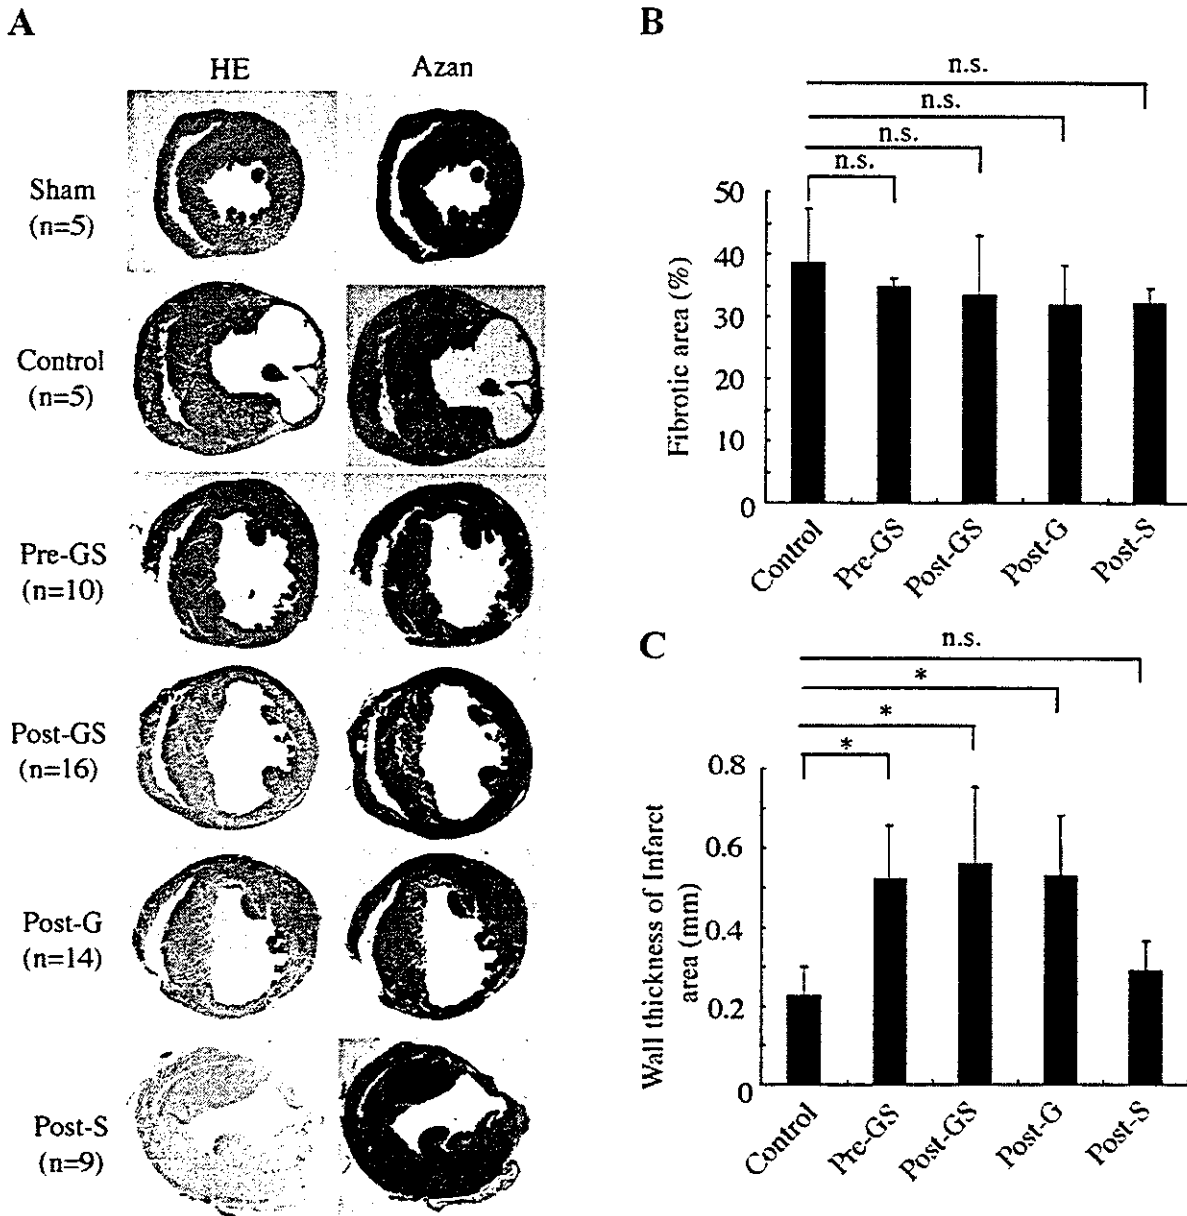 A
HE Azan
Sham
(n=5)
Control
(n=5)
Pre-GS
(n=10)
Post-GS
(n=16)
Post-G
(n=14)
Post-S
(n=9)
B
n.s.
n.s.
n.s.
n.s.
Fibrotic area (%)
50
40
30
20
10
0
Control Pre-GS Post-GS Post-G Post-S
C
n.s.
*
*
*
Wall thickness of Infarct
area (mm)
0.8
0.6
0.4
0.2
0
Control Pre-GS Post-GS Post-G Post-S